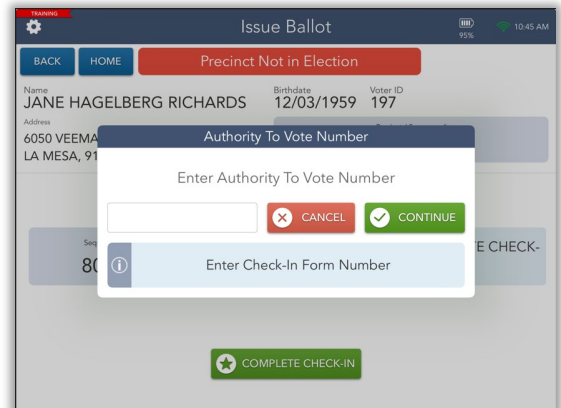 TRAINING
Issue Ballot
95%
10:45 AM
BACK
HOME
Precinct Not in Election
Name
JANE HAGELBERG RICHARDS
Birthdate
12/03/1959
Voter ID
197
Address
6050 VEEMA
LA MESA, 91
Authority To Vote Number
Enter Authority To Vote Number
CANCEL
CONTINUE
Enter Check-In Form Number
Seq
80
E CHECK-
COMPLETE CHECK-IN